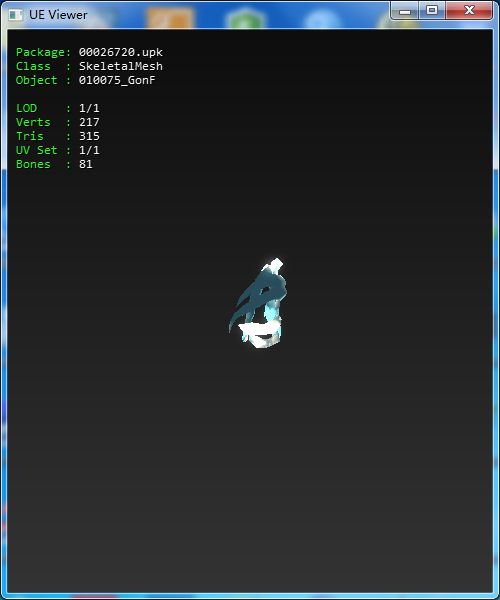 UE Viewer
Package: 00026720.upk
Class  : SkeletalMesh
Object : 010075_GonF
LOD    : 1/1
Verts  : 217
Tris   : 315
UV Set : 1/1
Bones  : 81